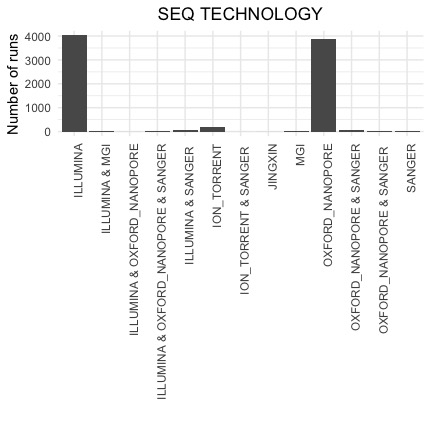 SEQ TECHNOLOGY
Number of runs
4000
3000
2000
1000
0
ILLUMINA
ILLUMINA & MGI
ILLUMINA & OXFORD_NANOPORE
ILLUMINA & OXFORD_NANOPORE & SANGER
ILLUMINA & SANGER
ION_TORRENT
ION_TORRENT & SANGER
JINGXIN
MGI
OXFORD_NANOPORE
OXFORD_NANOPORE & SANGER
OXFORD_NANOPORE & SANGER
SANGER